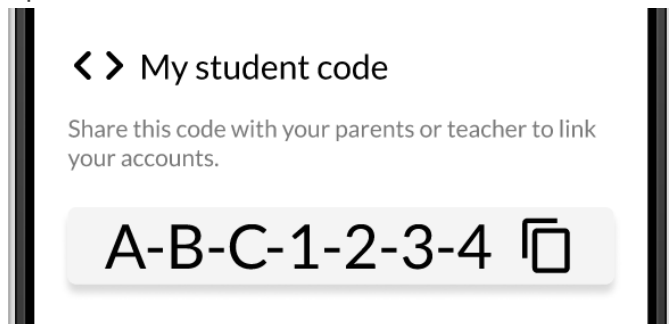 < > My student code
Share this code with your parents or teacher to link
your accounts.
A-B-C-1-2-3-4